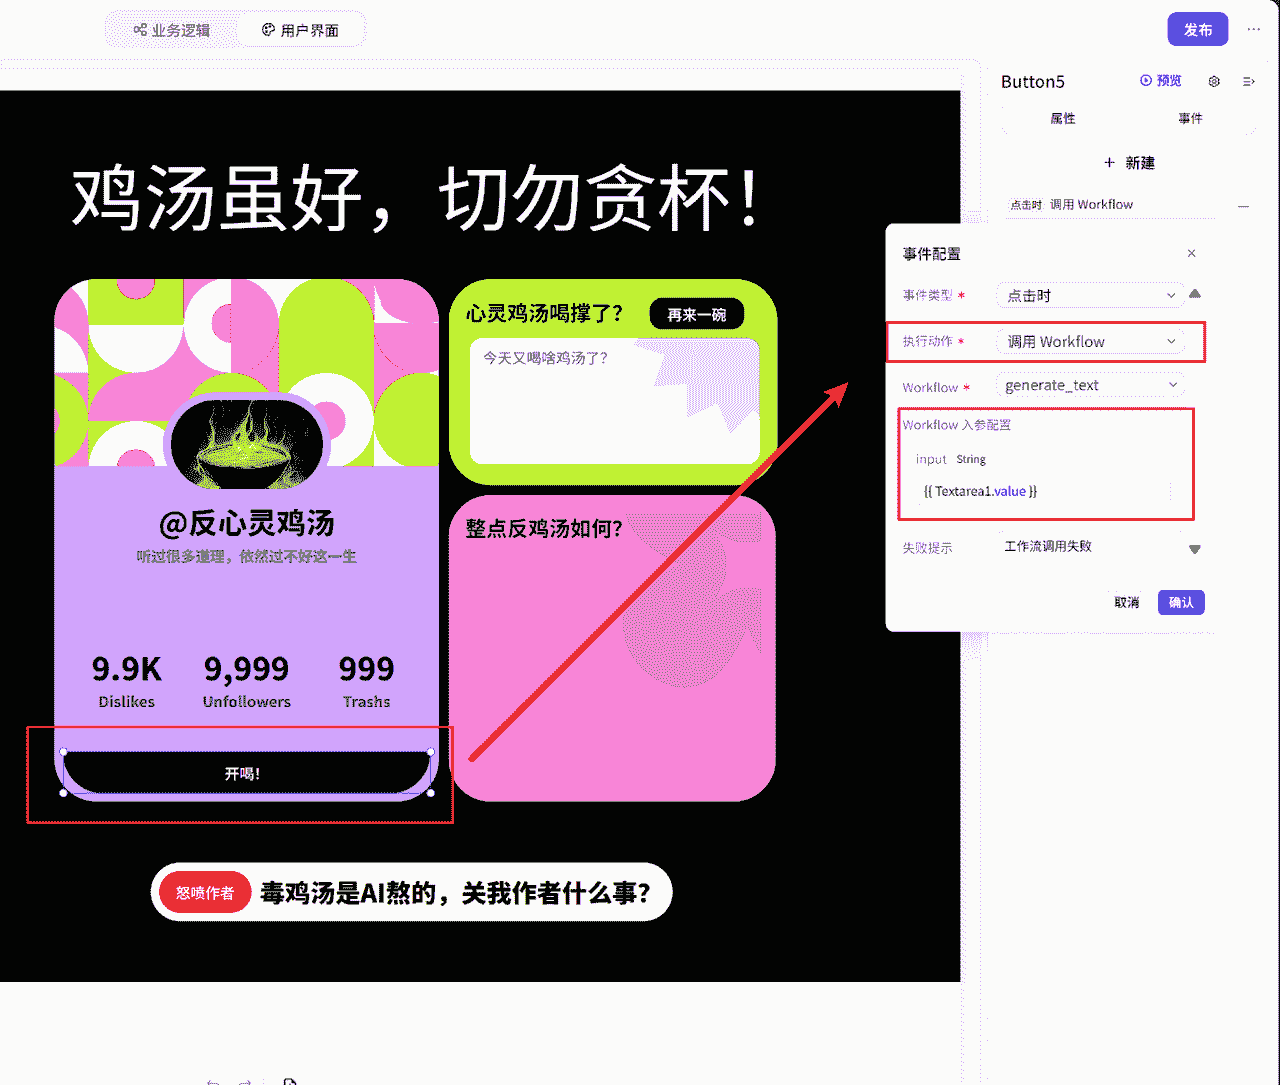 业务逻辑
用户界面
发布
Button5
预览
属性
事件
+ 新建
点击时 调用 Workflow
鸡汤虽好，切勿贪杯！
事件配置
事件类型 *
点击时
执行动作 *
调用 Workflow
Workflow *
generate_text
Workflow 入参配置
input String
{{ Textarea1.value }}
失败提示
工作流调用失败
取消
确认
心灵鸡汤喝撑了？
再来一碗
今天又喝啥鸡汤了？
@反心灵鸡汤
听过很多道理，依然过不好这一生
整点反鸡汤如何？
9.9K
9,999
999
Dislikes
Unfollowers
Trashs
开喝！
怒喷作者
毒鸡汤是AI熬的，关我作者什么事？